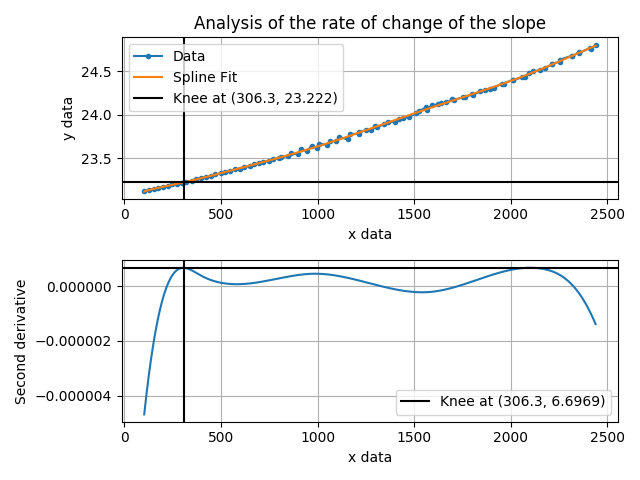 Analysis of the rate of change of the slope
Data
Spline Fit
Knee at (306.3, 23.222)
24.5
24.0
23.5
y data
0 500 1000 1500 2000 2500
x data
0.000000
−0.000002
−0.000004
Second derivative
Knee at (306.3, 6.6969)
0 500 1000 1500 2000 2500
x data